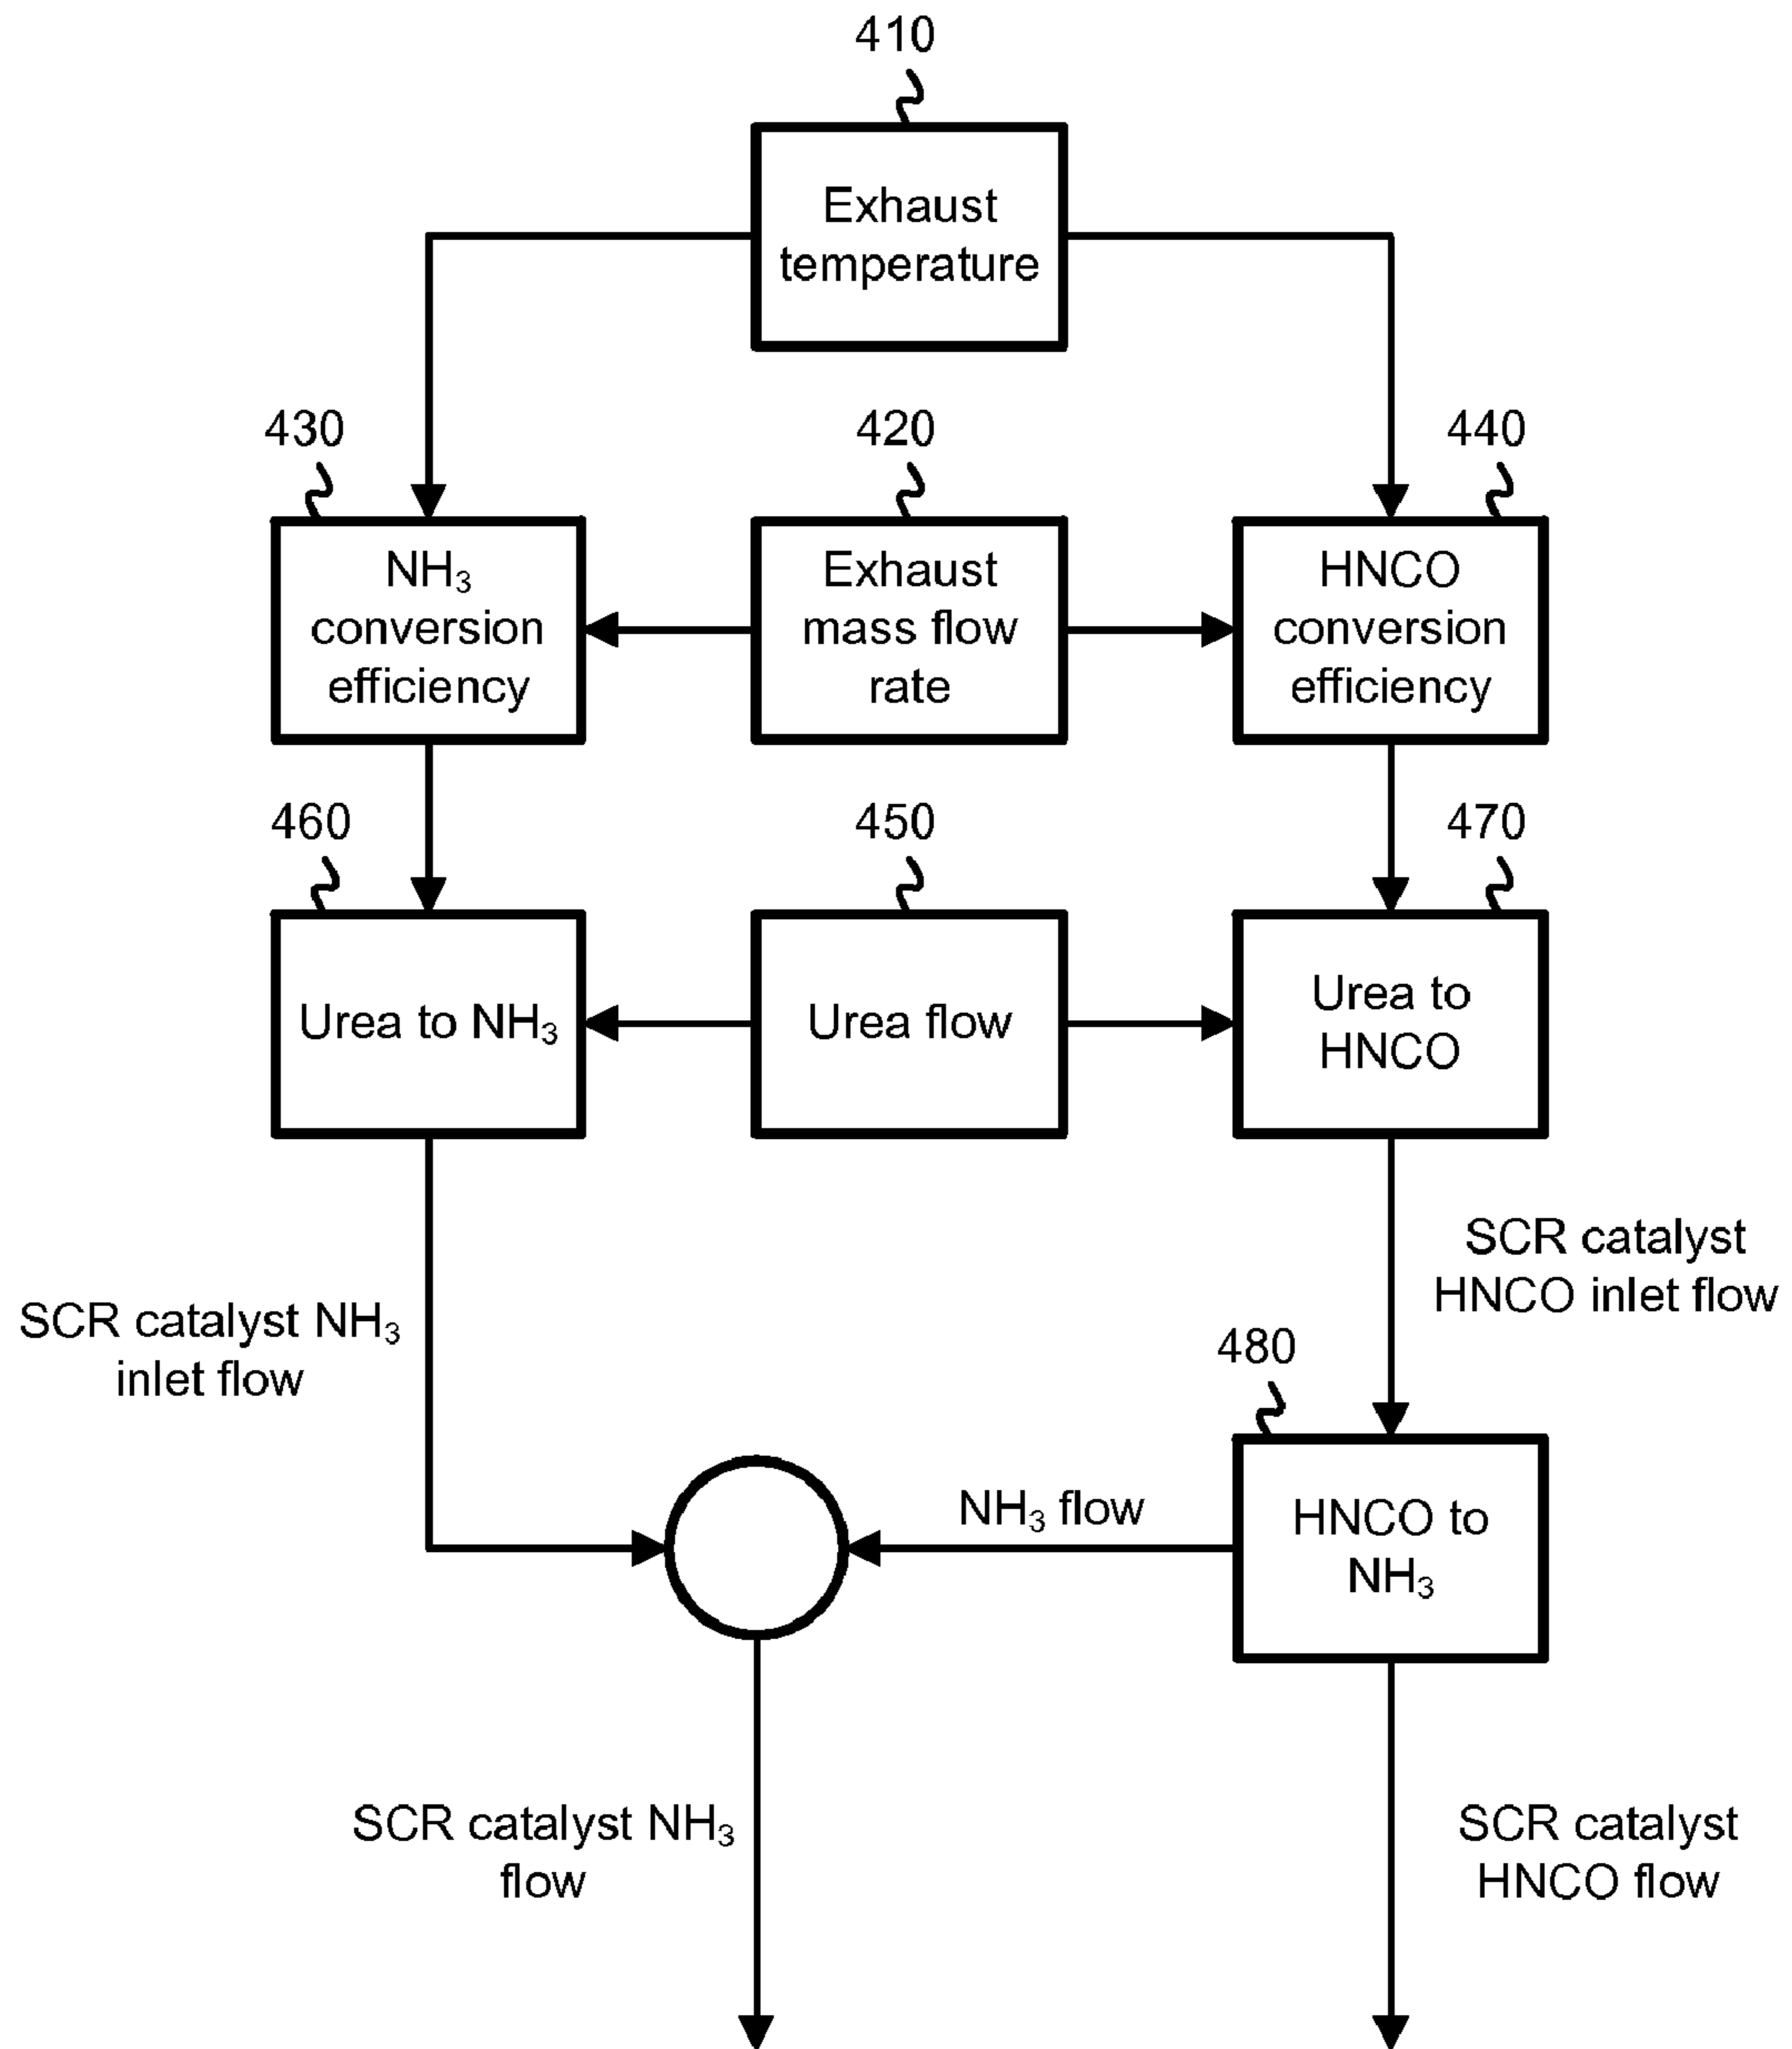 410
Exhaust
temperature
430
420
440
NH₃
conversion
efficiency
Exhaust
mass flow
rate
HNCO
conversion
efficiency
460
450
470
Urea to NH₃
Urea flow
Urea to
HNCO
SCR catalyst
HNCO inlet flow
SCR catalyst NH₃
inlet flow
480
NH₃ flow
HNCO to
NH₃
SCR catalyst NH₃
flow
SCR catalyst
HNCO flow